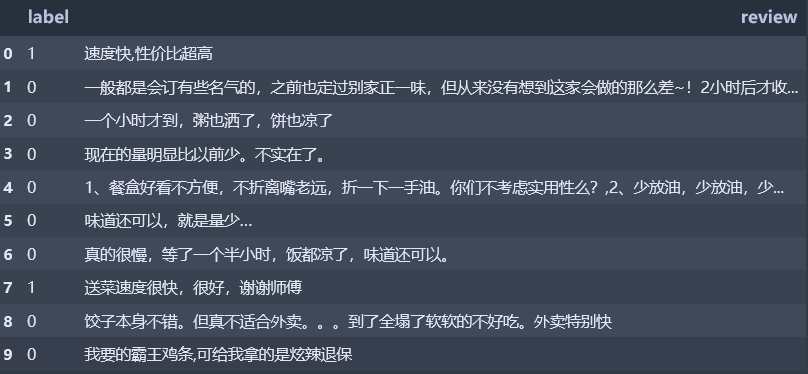 label review
0 1 速度快,性价比超高
1 0 一般都是会订有些名气的，之前也定过别家正一味，但从来没有想到这家会做的那么差~！2小时后才收...
2 0 一个小时才到，粥也洒了，饼也凉了
3 0 现在的量明显比以前少。不实在了。
4 0 1、餐盒好看不方便，不折离嘴老远，折一下一手油。你们不考虑实用性么？,2、少放油，少放油，少...
5 0 味道还可以，就是量少...
6 0 真的很慢，等了一个半小时，饭都凉了，味道还可以。
7 1 送菜速度很快，很好，谢谢师傅
8 0 饺子本身不错。但真不适合外卖。。。到了全塌了软软的不好吃。外卖特别快
9 0 我要的霸王鸡条,可给我拿的是炫辣退保